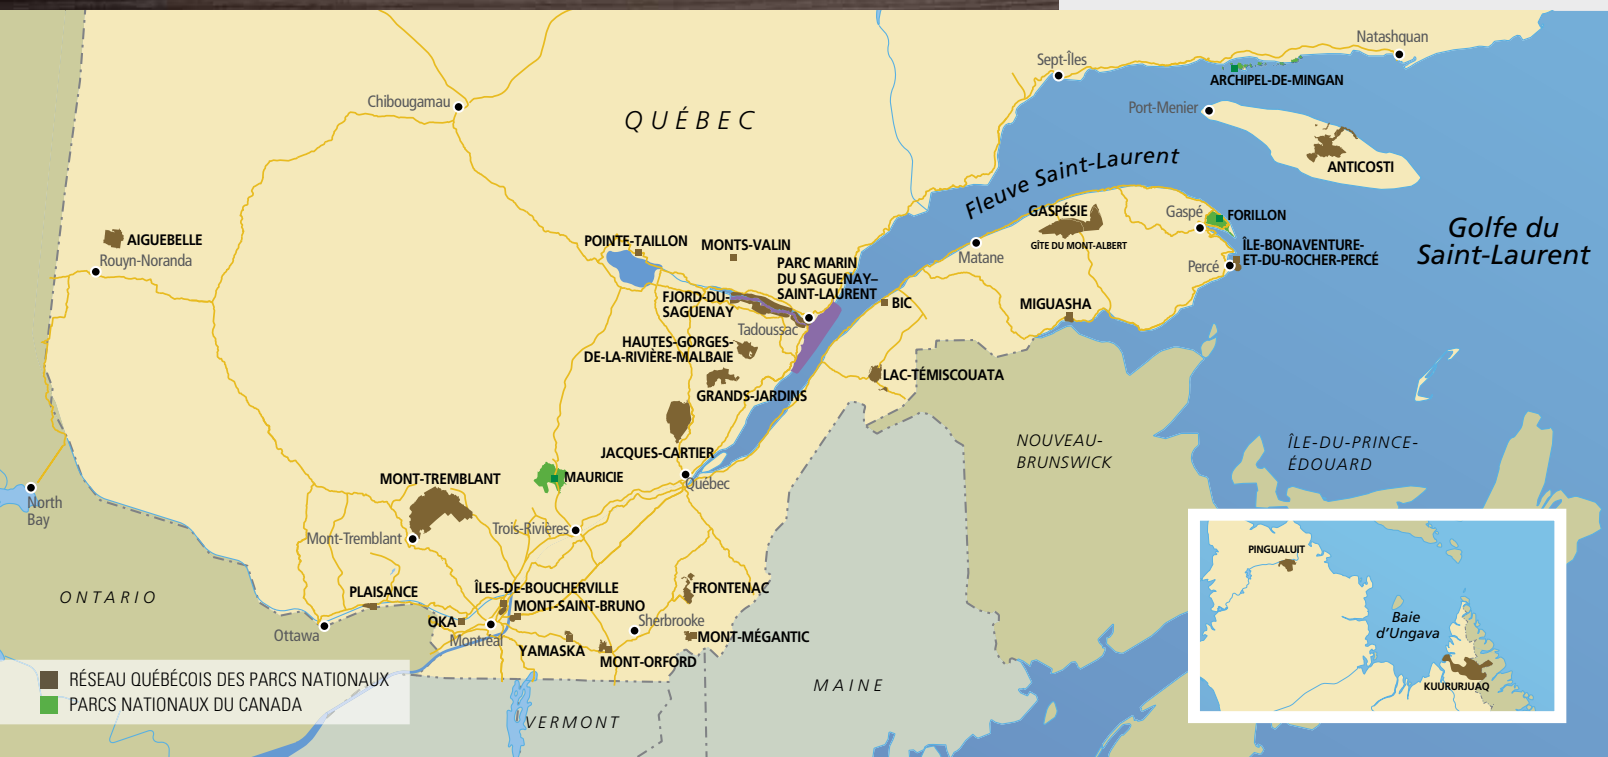 Natashquan
Sept-Îles
ARCHIPEL-DE-MINGAN
Chibougamau
Port-Menier
QUÉBEC
Fleuve Saint-Laurent
ANTICOSTI
GASPÉSIE
Gaspé
FORILLON
AIGUEBELLE
Rouyn-Noranda
POINTE-TAILLON
MONTS-VALIN
GÎTE DU MONT-ALBERT
Matane
Percé
ÎLE-BONAVENTURE-
ET-DU-ROCHER-PERCÉ
Golfe du
Saint-Laurent
PARC MARIN
DU SAGUENAY–
SAINT-LAURENT
FJORD-DU-
SAGUENAY
BIC
MIGUASHA
Tadoussac
HAUTES-GORGES-
DE-LA-RIVIÈRE-MALBAIE
LAC-TÉMISCOUATA
GRANDS-JARDINS
JACQUES-CARTIER
NOUVEAU-
BRUNSWICK
ÎLE-DU-PRINCE-
ÉDOUARD
MONT-TREMBLANT
MAURICIE
Québec
North
Bay
Trois-Rivières
Mont-Tremblant
PINGUALUIT
ONTARIO
PLAISANCE
ÎLES-DE-BOUCHERVILLE
FRONTENAC
MONT-SAINT-BRUNO
OKA
Sherbrooke
Ottawa
Montréal
MONT-MÉGANTIC
YAMASKA
MONT-ORFORD
Baie
d'Ungava
RÉSEAU QUÉBÉCOIS DES PARCS NATIONAUX
PARCS NATIONAUX DU CANADA
MAINE
KUURURJUAQ
VERMONT